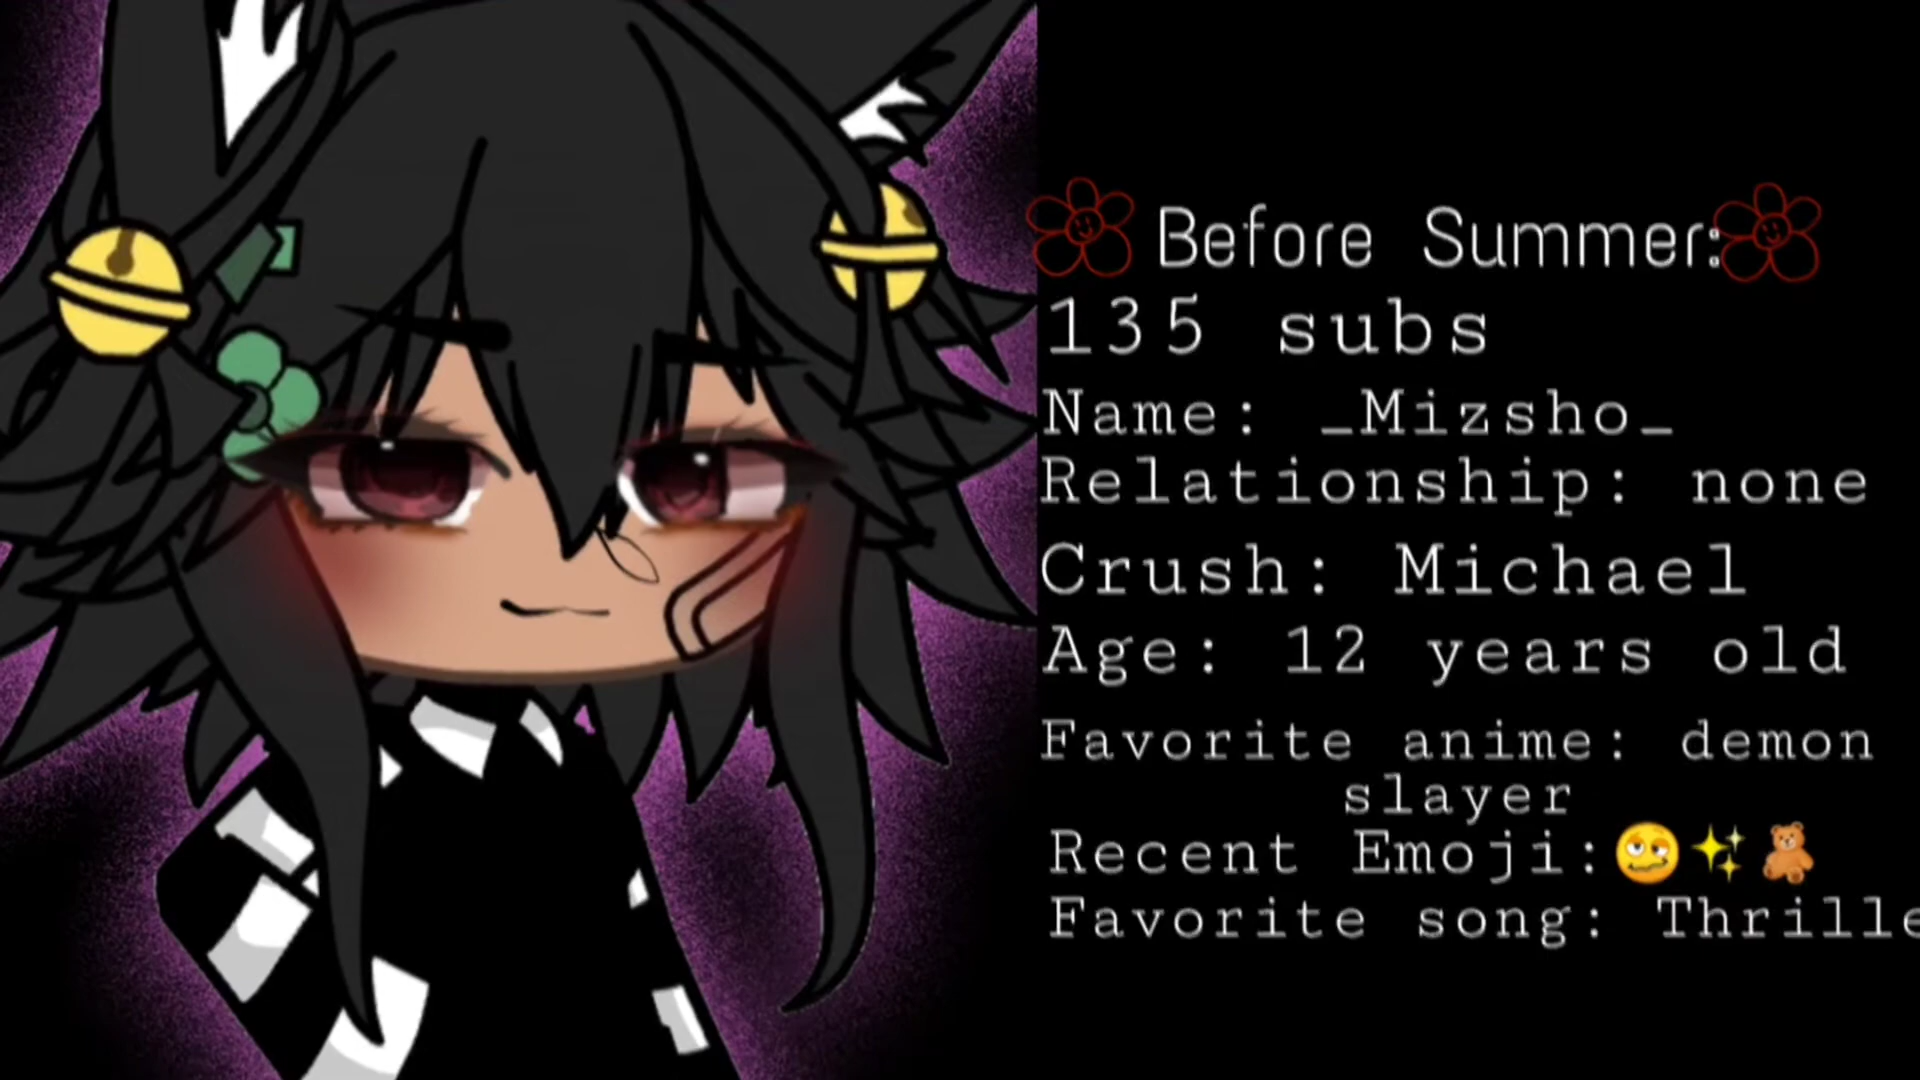 Before Summer:
135 subs
Name: _Mizsho_
Relationship: none
Crush: Michael
Age: 12 years old
Favorite anime: demon
slayer
Recent Emoji:🥴✨🧸
Favorite song: Thrille